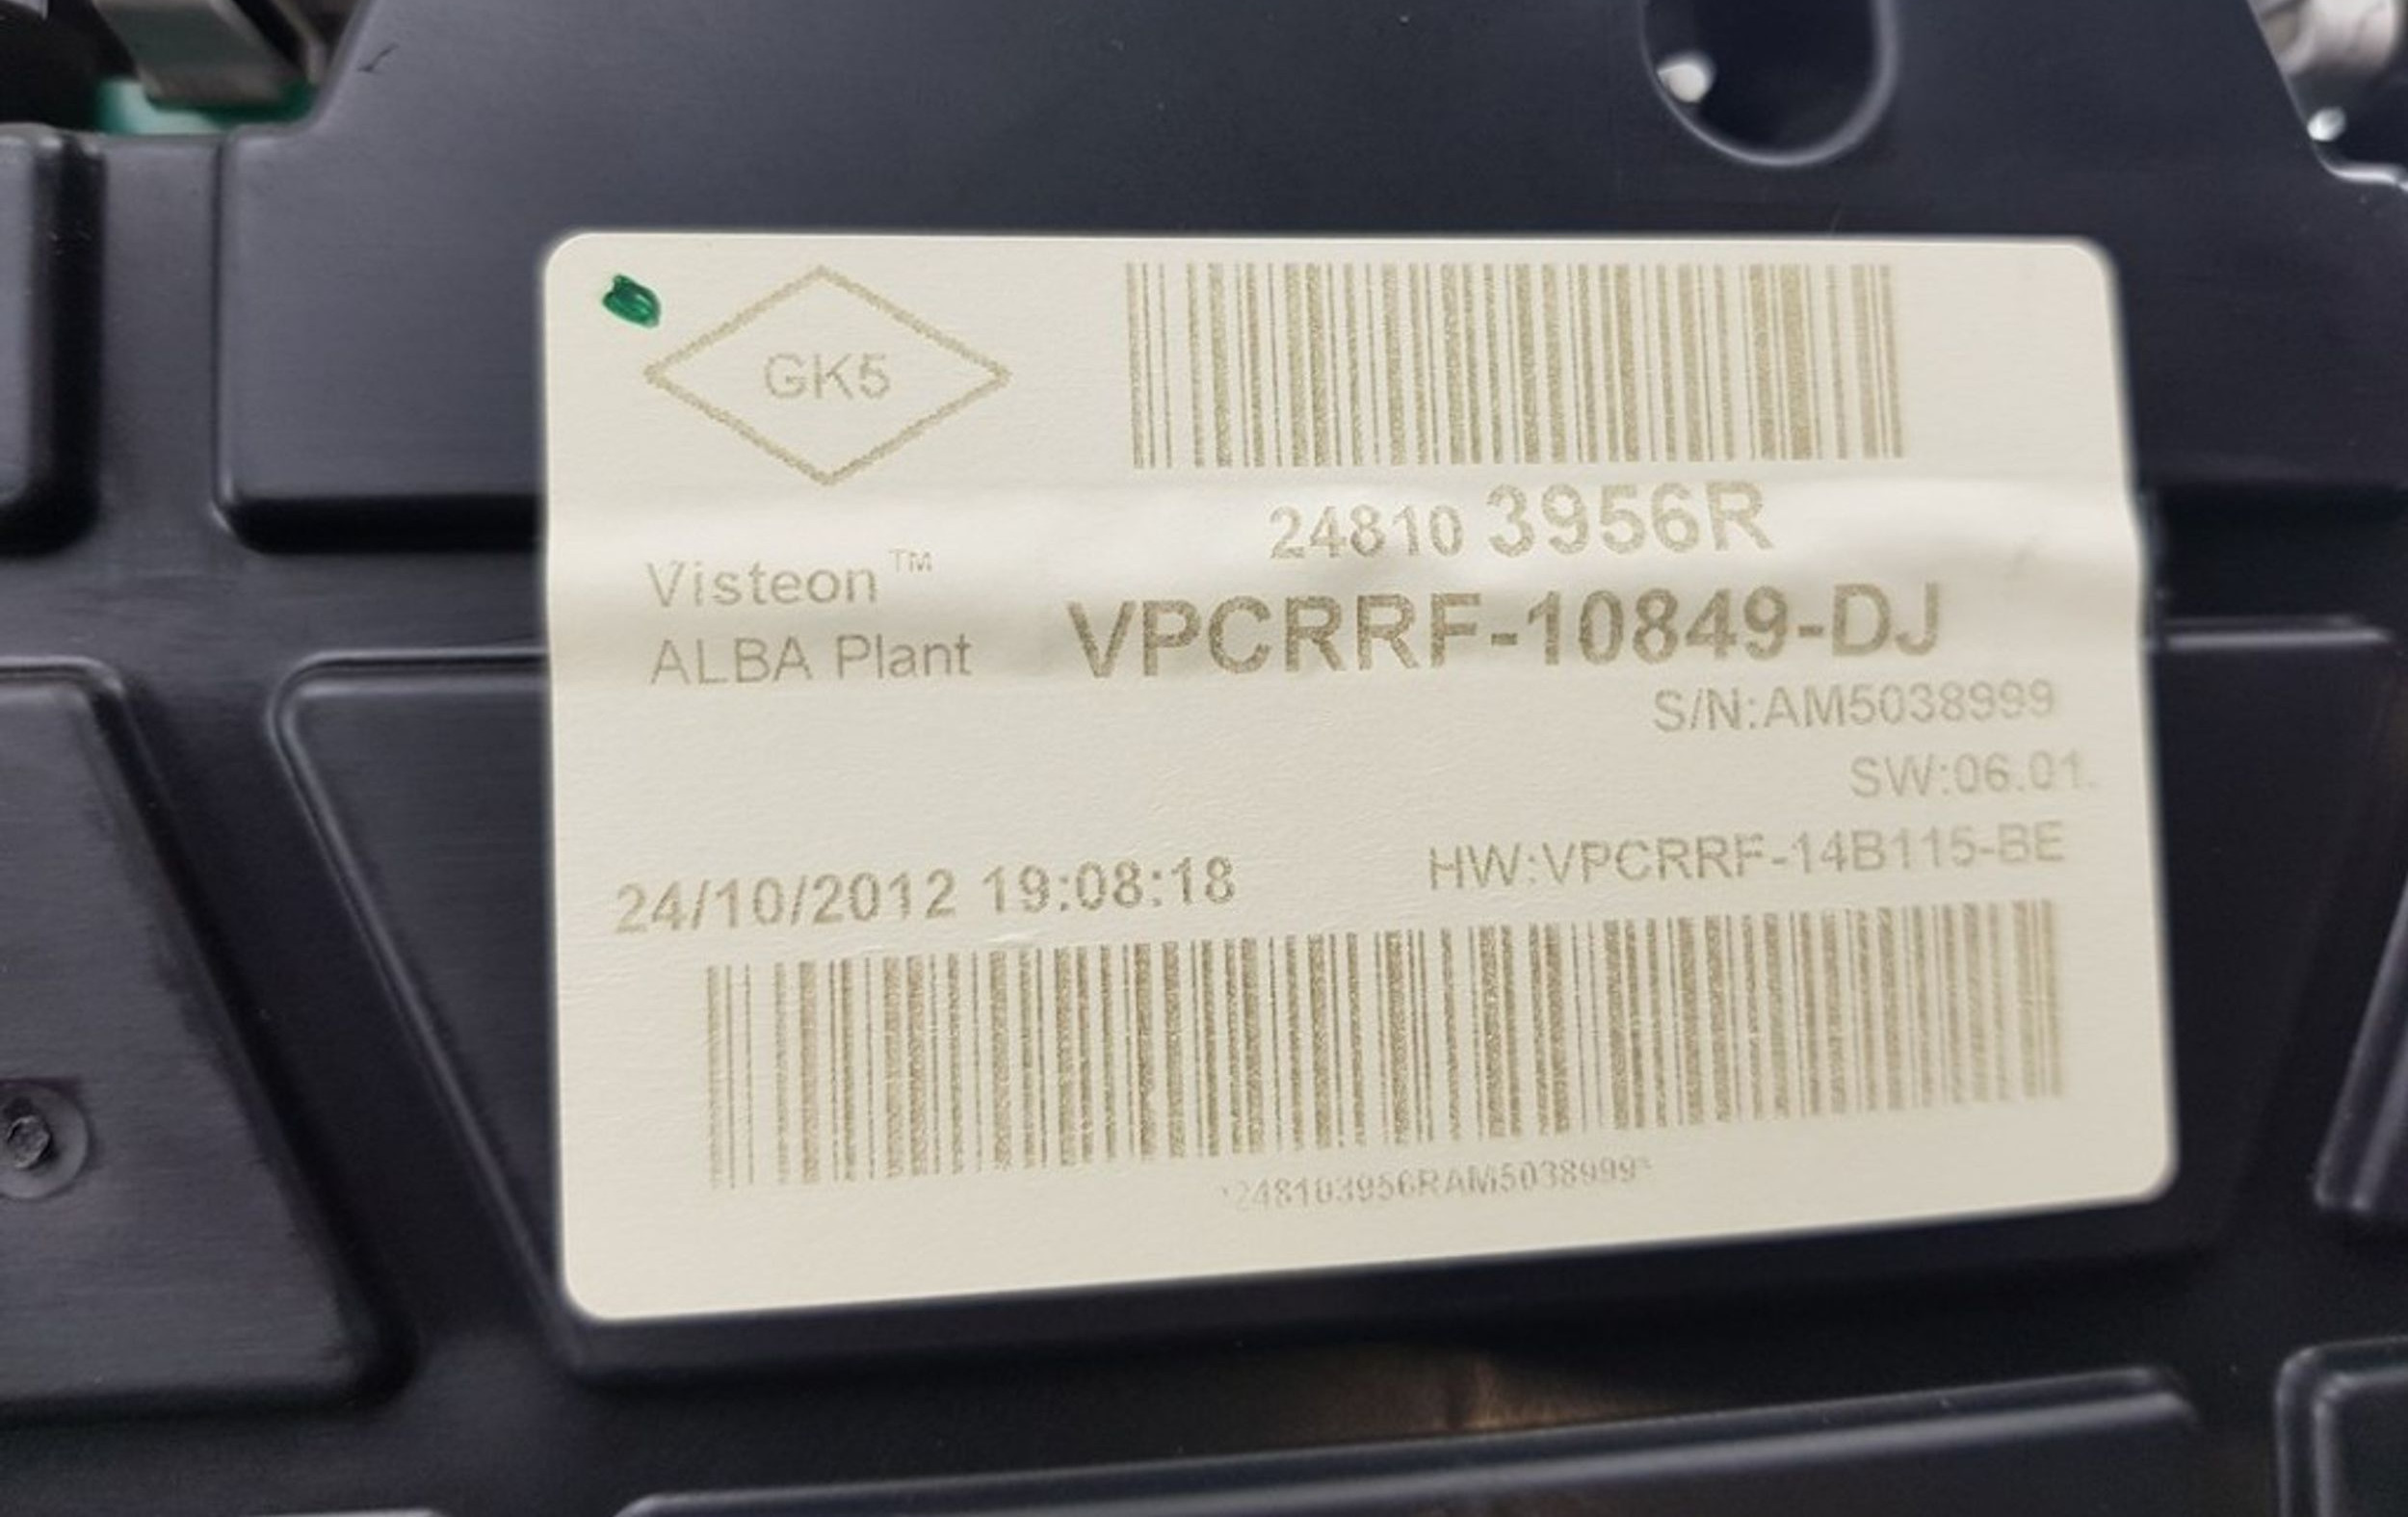 GK5
24810 3956R
Visteon™
ALBA Plant
VPCRRF-10849-DJ
S/N:AM5038999
SW:06.01.
24/10/2012 19:08:18
HW:VPCRRF-14B115-BE
*248103956RAM5038999*